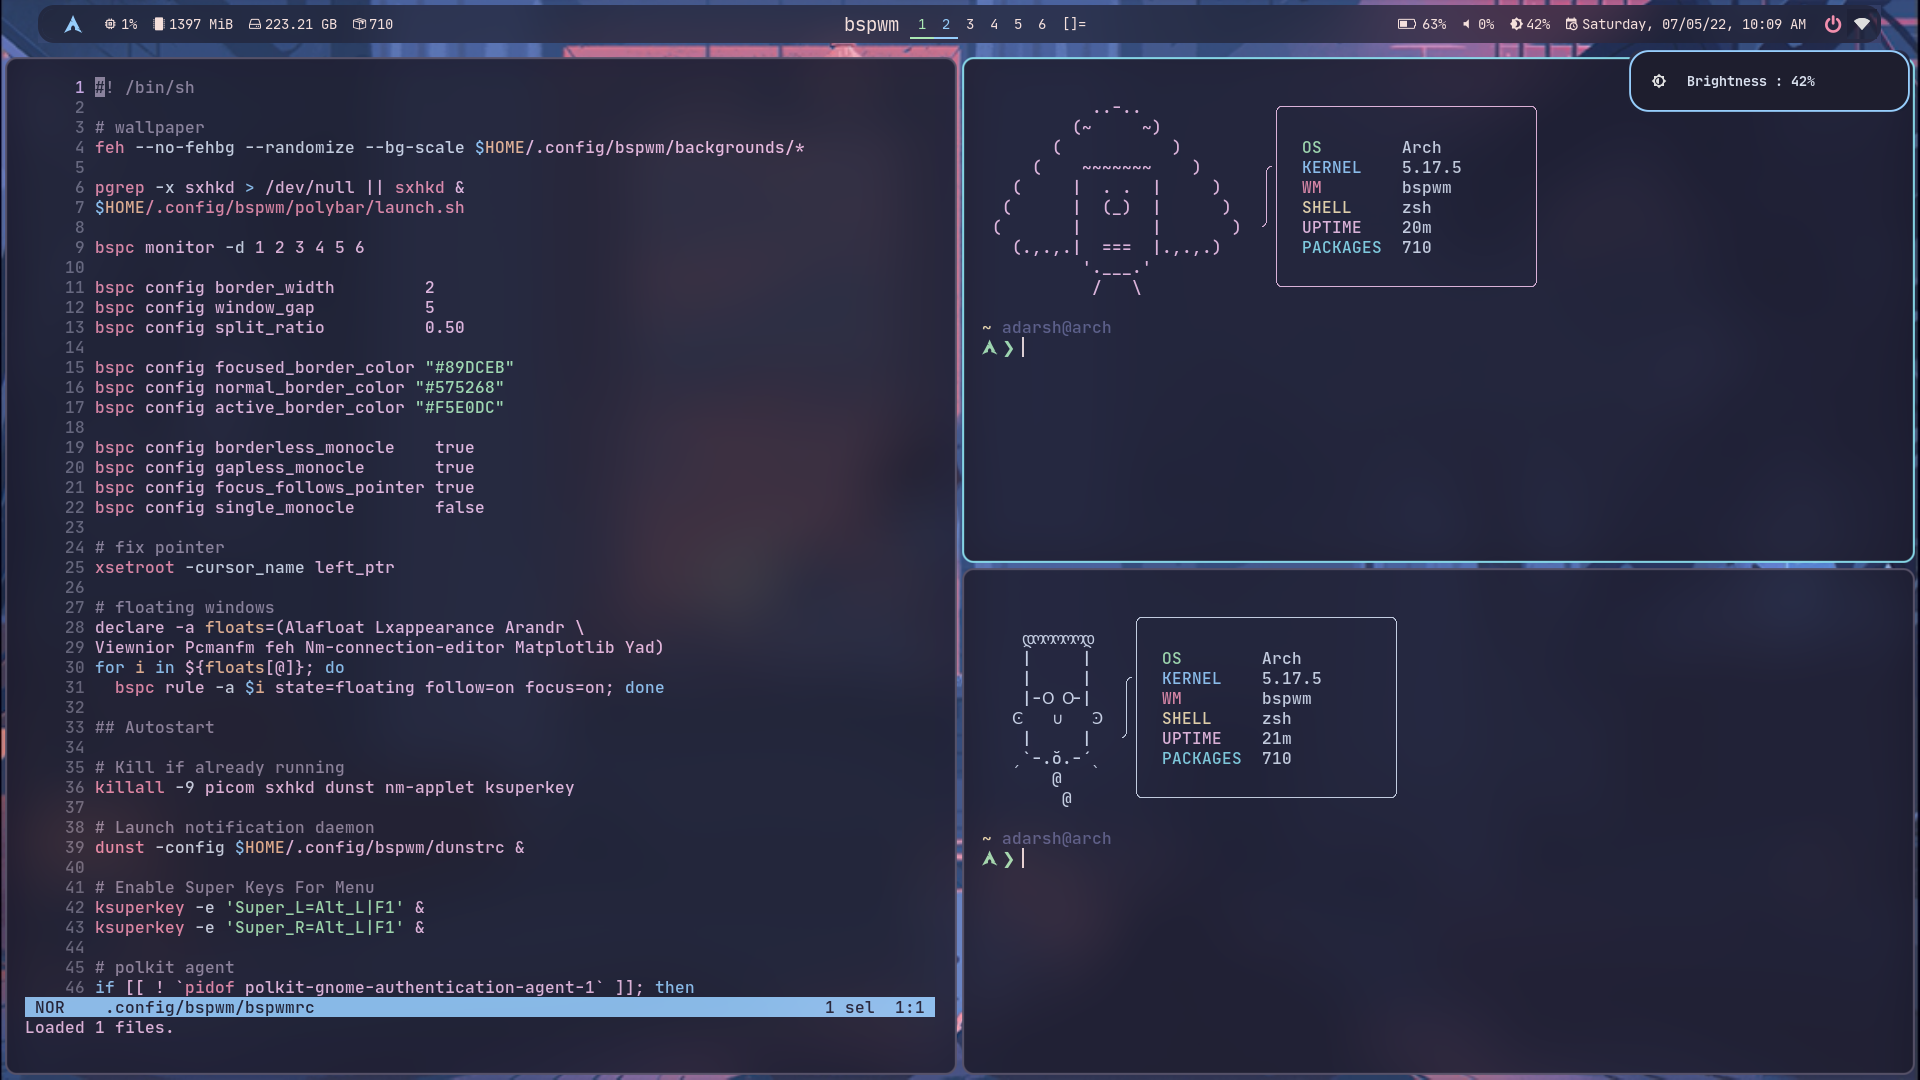 1% 1397 MiB 223.21 GB 710
bspwm 1 2 3 4 5 6 []=
63% 0% 42% Saturday, 07/05/22, 10:09 AM
Brightness : 42%
1 #! /bin/sh
2
3 # wallpaper
4 feh --no-fehbg --randomize --bg-scale $HOME/.config/bspwm/backgrounds/*
5
6 pgrep -x sxhkd > /dev/null || sxhkd &
7 $HOME/.config/bspwm/polybar/launch.sh
8
9 bspc monitor -d 1 2 3 4 5 6
10
11 bspc config border_width         2
12 bspc config window_gap           5
13 bspc config split_ratio          0.50
14
15 bspc config focused_border_color "#89DCEB"
16 bspc config normal_border_color "#575268"
17 bspc config active_border_color "#F5E0DC"
18
19 bspc config borderless_monocle    true
20 bspc config gapless_monocle       true
21 bspc config focus_follows_pointer true
22 bspc config single_monocle        false
23
24 # fix pointer
25 xsetroot -cursor_name left_ptr
26
27 # floating windows
28 declare -a floats=(Alafloat Lxappearance Arandr \
29 Viewnior Pcmanfm feh Nm-connection-editor Matplotlib Yad)
30 for i in ${floats[@]}; do
31   bspc rule -a $i state=floating follow=on focus=on; done
32
33 ## Autostart
34
35 # Kill if already running
36 killall -9 picom sxhkd dunst nm-applet ksuperkey
37
38 # Launch notification daemon
39 dunst -config $HOME/.config/bspwm/dunstrc &
40
41 # Enable Super Keys For Menu
42 ksuperkey -e 'Super_L=Alt_L|F1' &
43 ksuperkey -e 'Super_R=Alt_L|F1' &
44
45 # polkit agent
46 if [[ ! `pidof polkit-gnome-authentication-agent-1` ]]; then
NOR .config/bspwm/bspwmrc 1 sel 1:1
Loaded 1 files.
OS Arch
KERNEL 5.17.5
WM bspwm
SHELL zsh
UPTIME 20m
PACKAGES 710
~ adarsh@arch
❯
OS Arch
KERNEL 5.17.5
WM bspwm
SHELL zsh
UPTIME 21m
PACKAGES 710
~ adarsh@arch
❯